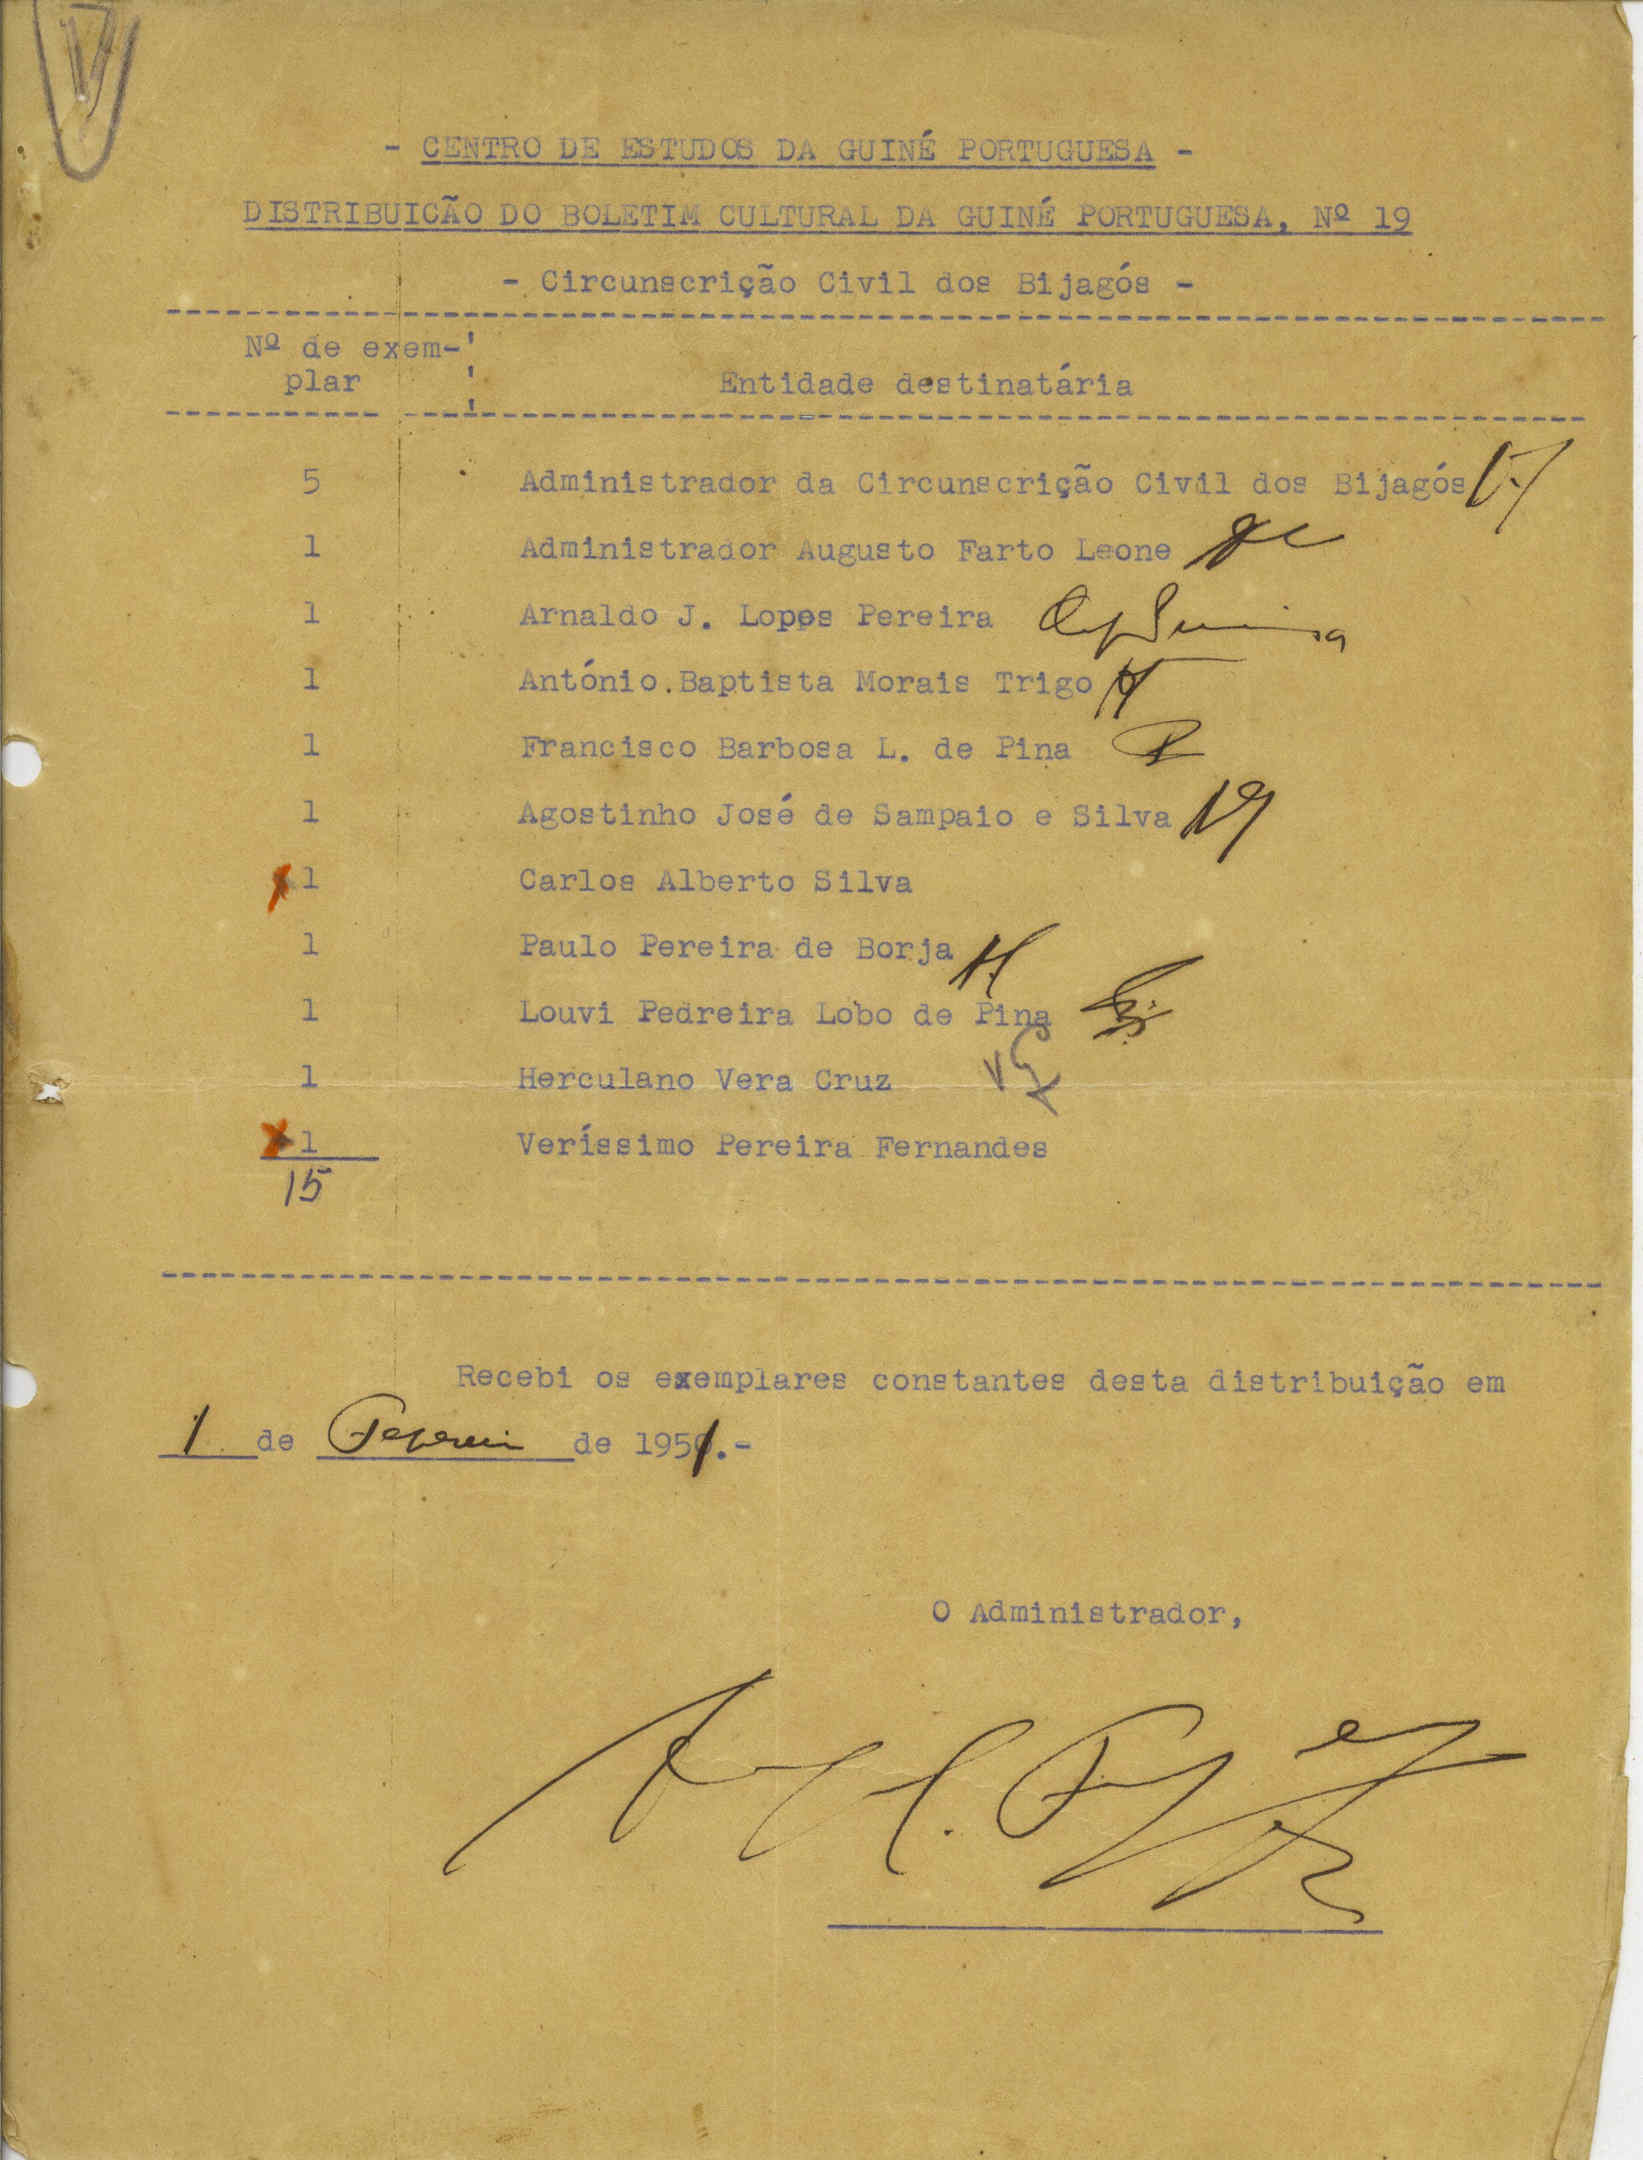 - CENTRO DE ESTUDOS DA GUINÉ PORTUGUESA -
DISTRIBUICÃO DO BOLETIM CULTURAL DA GUINÉ PORTUGUESA, Nº 19
- Circunscrição Civil dos Bijagós -
Nº de exem-
plar
Entidade destinatária
5 Administrador da Circunscrição Civil dos Bijagós
1 Administrador Augusto Farto Leone
1 Arnaldo J. Lopes Pereira
1 António.Baptista Morais Trigo
1 Francisco Barbosa L. de Pina
1 Agostinho José de Sampaio e Silva
1 Carlos Alberto Silva
1 Paulo Pereira de Borja
1 Louvi Pedreira Lobo de Pina
1 Herculano Vera Cruz
1 Veríssimo Pereira Fernandes
15
Recebi os exemplares constantes desta distribuição em
1 de Fevereiro de 1951.-
O Administrador,